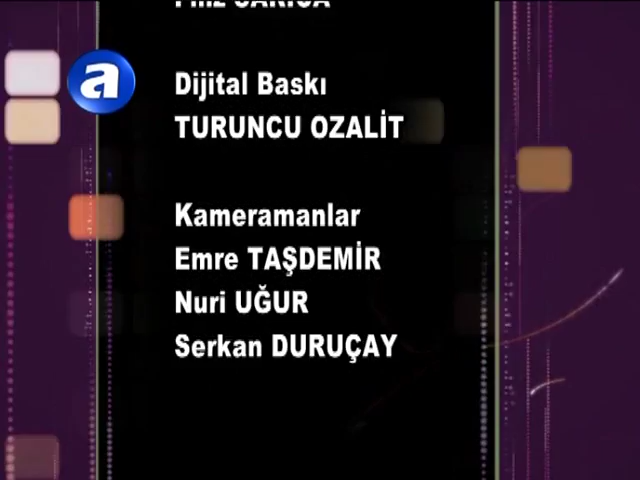 a
Dijital Baskı
TURUNCU OZALİT
Kameramanlar
Emre TAŞDEMİR
Nuri UĞUR
Serkan DURUÇAY